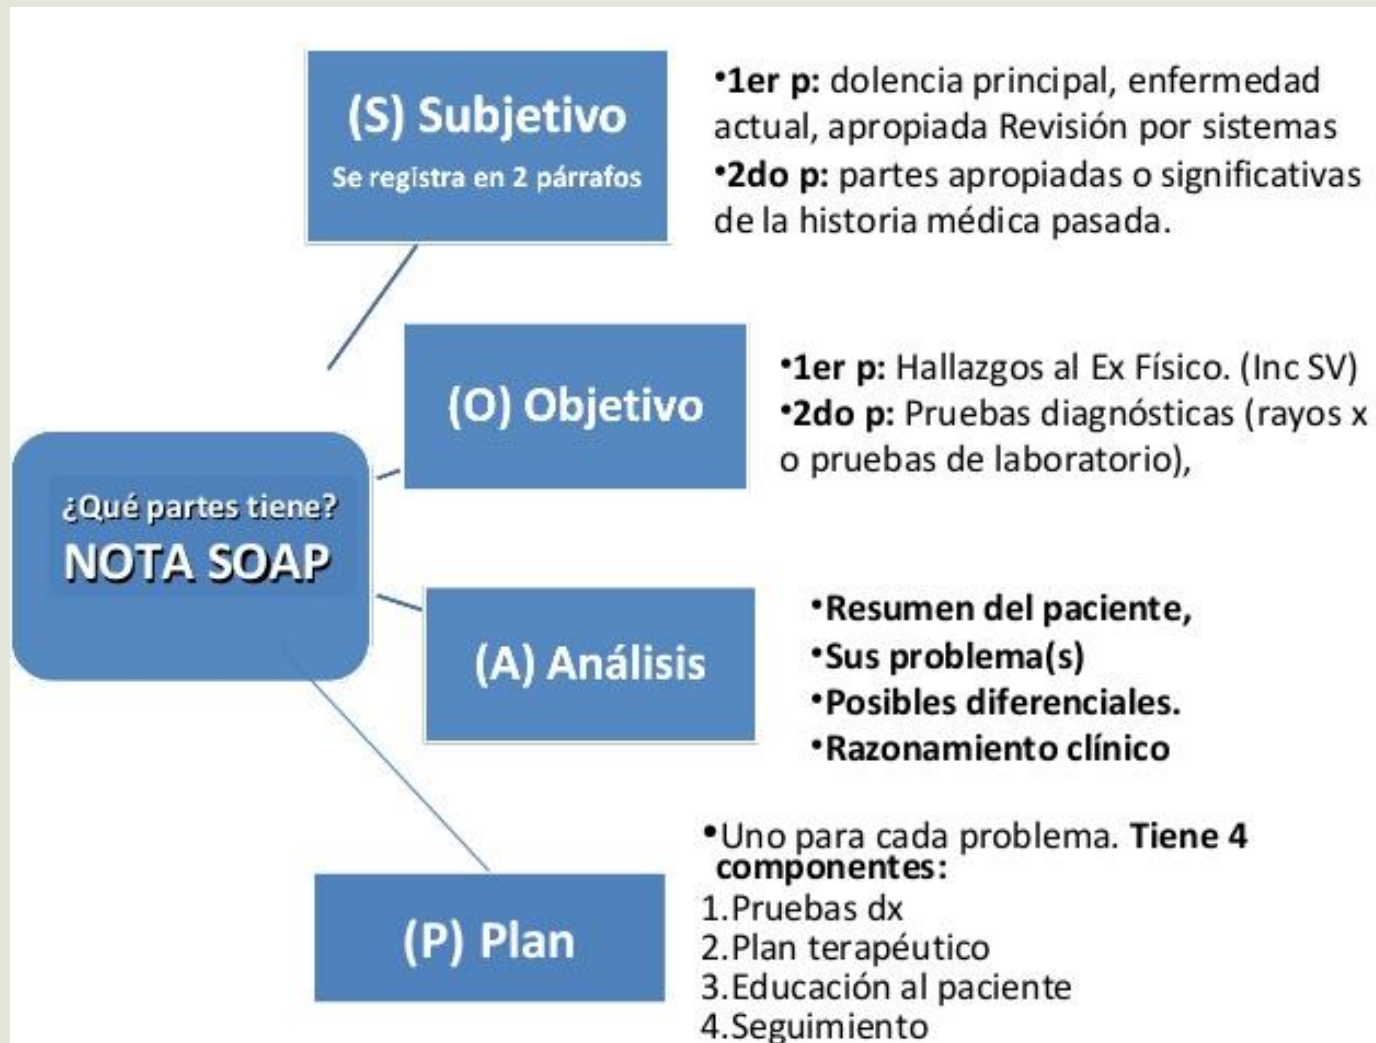 (S) Subjetivo
Se registra en 2 párrafos
•1er p: dolencia principal, enfermedad
actual, apropiada Revisión por sistemas
•2do p: partes apropiadas o significativas
de la historia médica pasada.
(O) Objetivo
•1er p: Hallazgos al Ex Físico. (Inc SV)
•2do p: Pruebas diagnósticas (rayos x
o pruebas de laboratorio),
¿Qué partes tiene?
NOTA SOAP
(A) Análisis
•Resumen del paciente,
•Sus problema(s)
•Posibles diferenciales.
•Razonamiento clínico
(P) Plan
•Uno para cada problema. Tiene 4
componentes:
1.Pruebas dx
2.Plan terapéutico
3.Educación al paciente
4.Seguimiento